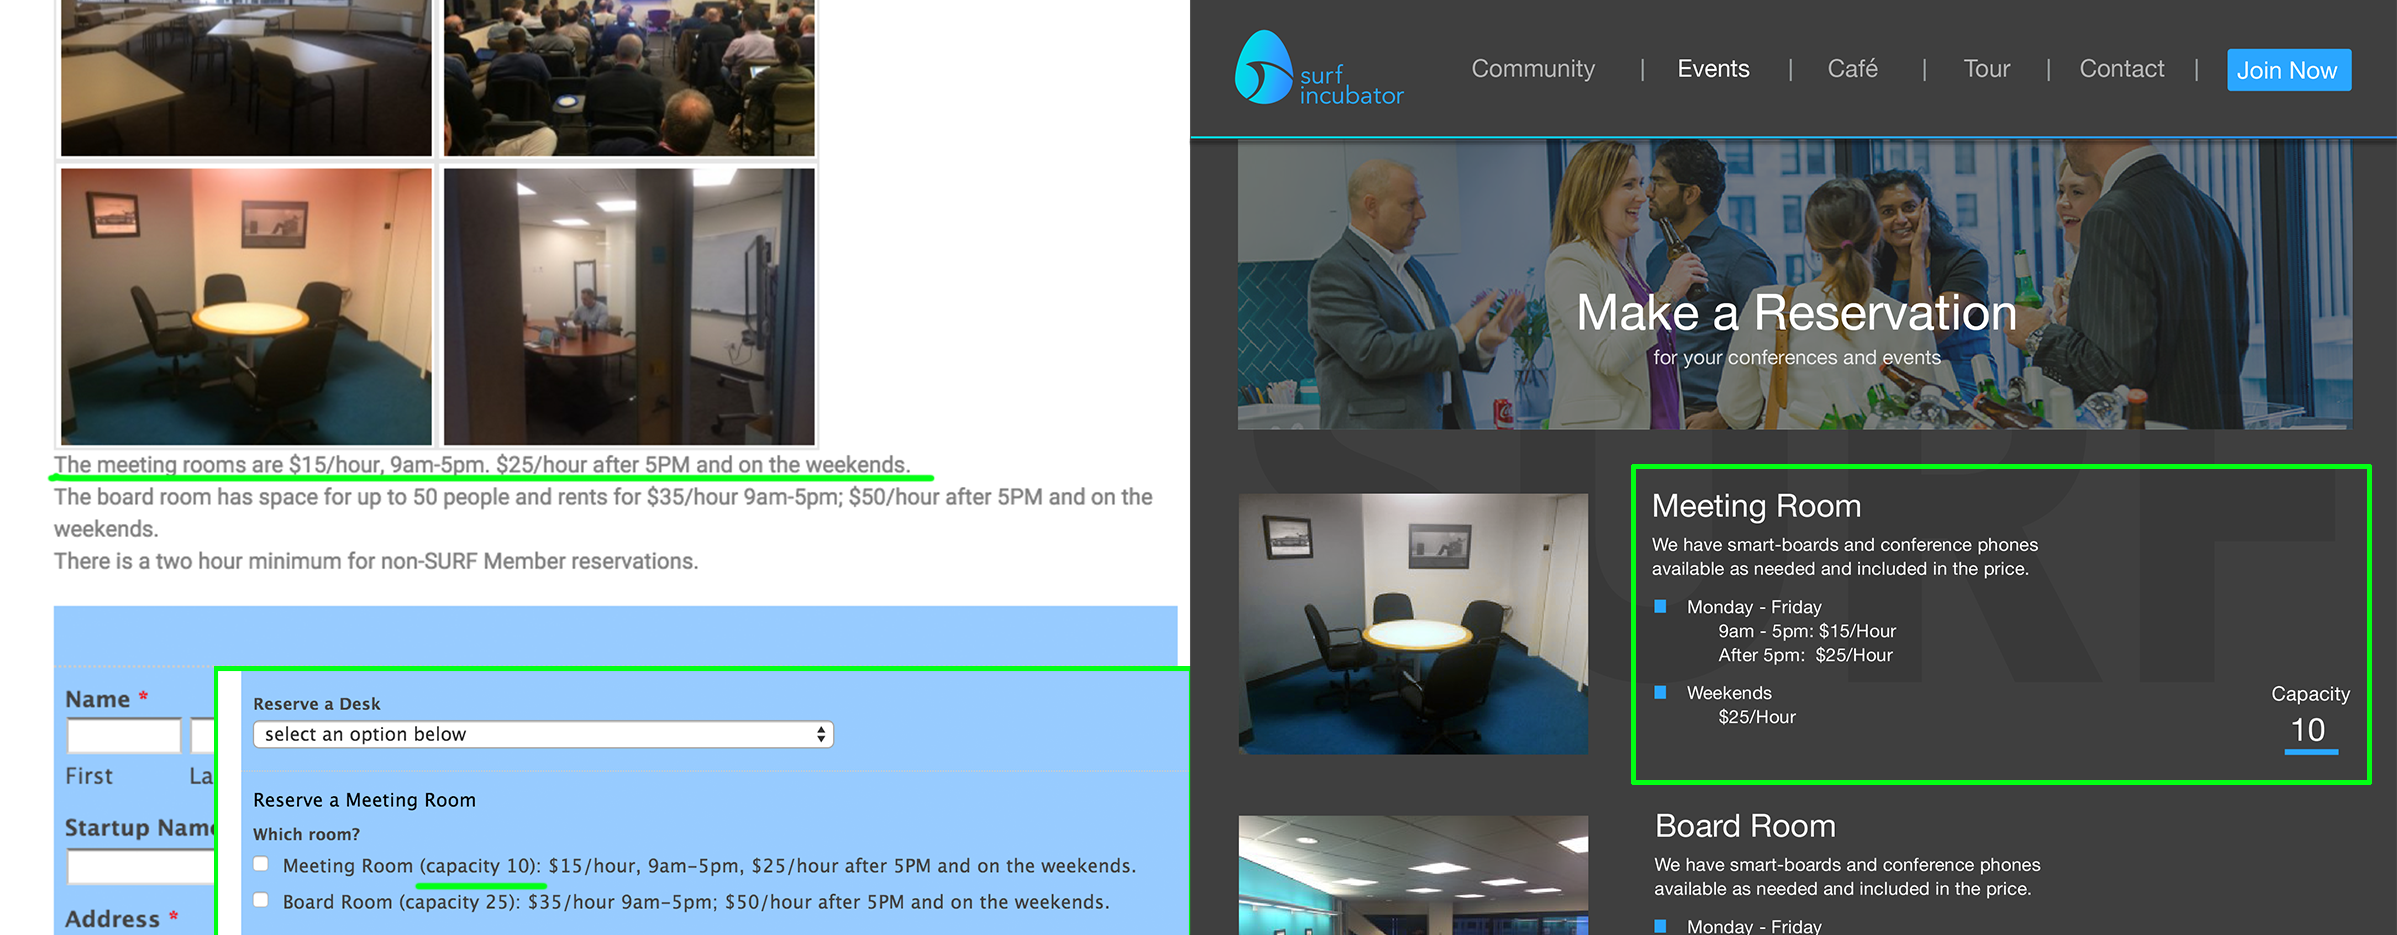 The meeting rooms are $15/hour, 9am-5pm. $25/hour after 5PM and on the weekends.
The board room has space for up to 50 people and rents for $35/hour 9am-5pm; $50/hour after 5PM and on the
weekends.
There is a two hour minimum for non-SURF Member reservations.
Name *
First
La
Startup Name
Address *
Reserve a Desk
select an option below
Reserve a Meeting Room
Which room?
Meeting Room (capacity 10): $15/hour, 9am-5pm, $25/hour after 5PM and on the weekends.
Board Room (capacity 25): $35/hour 9am-5pm; $50/hour after 5PM and on the weekends.
surf
incubator
Community | Events | Café | Tour | Contact | Join Now
Make a Reservation
for your conferences and events
SURF
Meeting Room
We have smart-boards and conference phones
available as needed and included in the price.
Monday - Friday
9am - 5pm: $15/Hour
After 5pm: $25/Hour
Weekends
$25/Hour
Capacity
10
Board Room
We have smart-boards and conference phones
available as needed and included in the price.
Monday - Friday